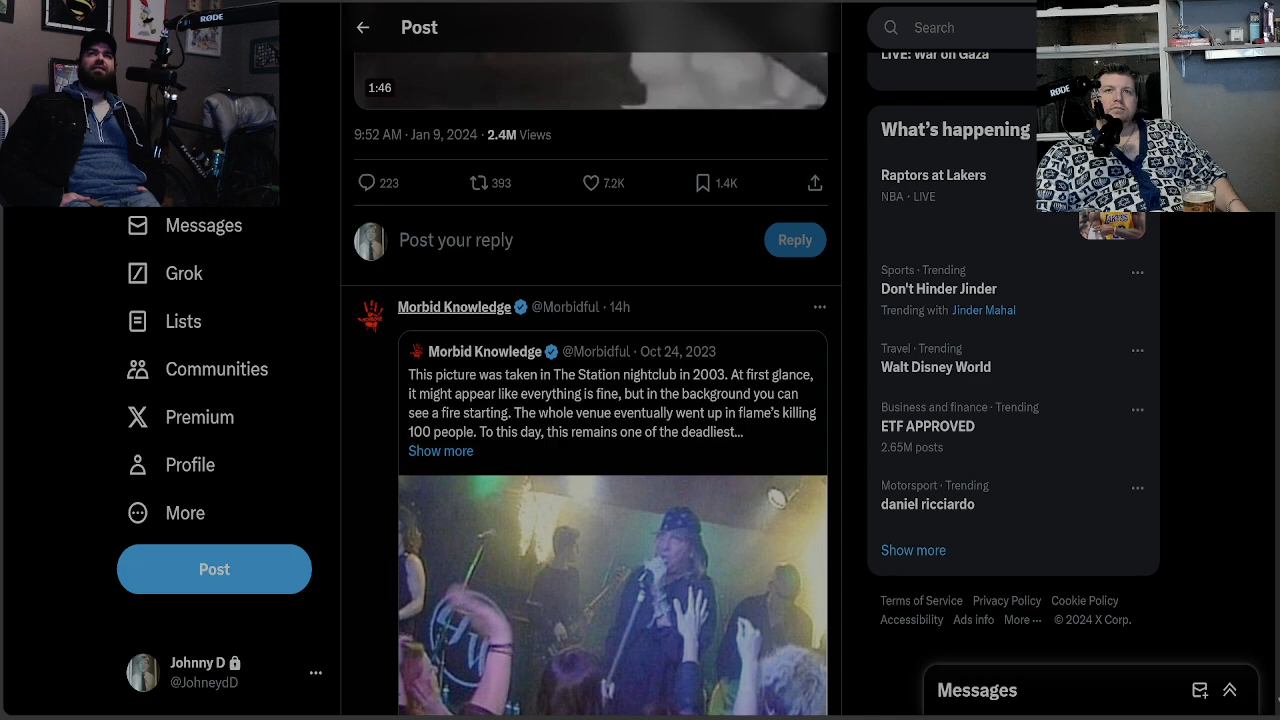 RØDE
RØDE
Post
1:46
9:52 AM · Jan 9, 2024 · 2.4M Views
223
393
7.2K
1.4K
Post your reply
Reply
Morbid Knowledge @Morbidful · 14h
Morbid Knowledge @Morbidful · Oct 24, 2023
This picture was taken in The Station nightclub in 2003. At first glance,
it might appear like everything is fine, but in the background you can
see a fire starting. The whole venue eventually went up in flame's killing
100 people. To this day, this remains one of the deadliest...
Show more
Messages
Grok
Lists
Communities
Premium
Profile
More
Post
Johnny D
@JohneydD
Search
LIVE: War on Gaza
What's happening
Raptors at Lakers
NBA · LIVE
LAKERS
Sports · Trending
Don't Hinder Jinder
Trending with Jinder Mahal
Travel · Trending
Walt Disney World
Business and finance · Trending
ETF APPROVED
2.65M posts
Motorsport · Trending
daniel ricciardo
Show more
Terms of Service Privacy Policy Cookie Policy
Accessibility Ads info More ··· © 2024 X Corp.
Messages